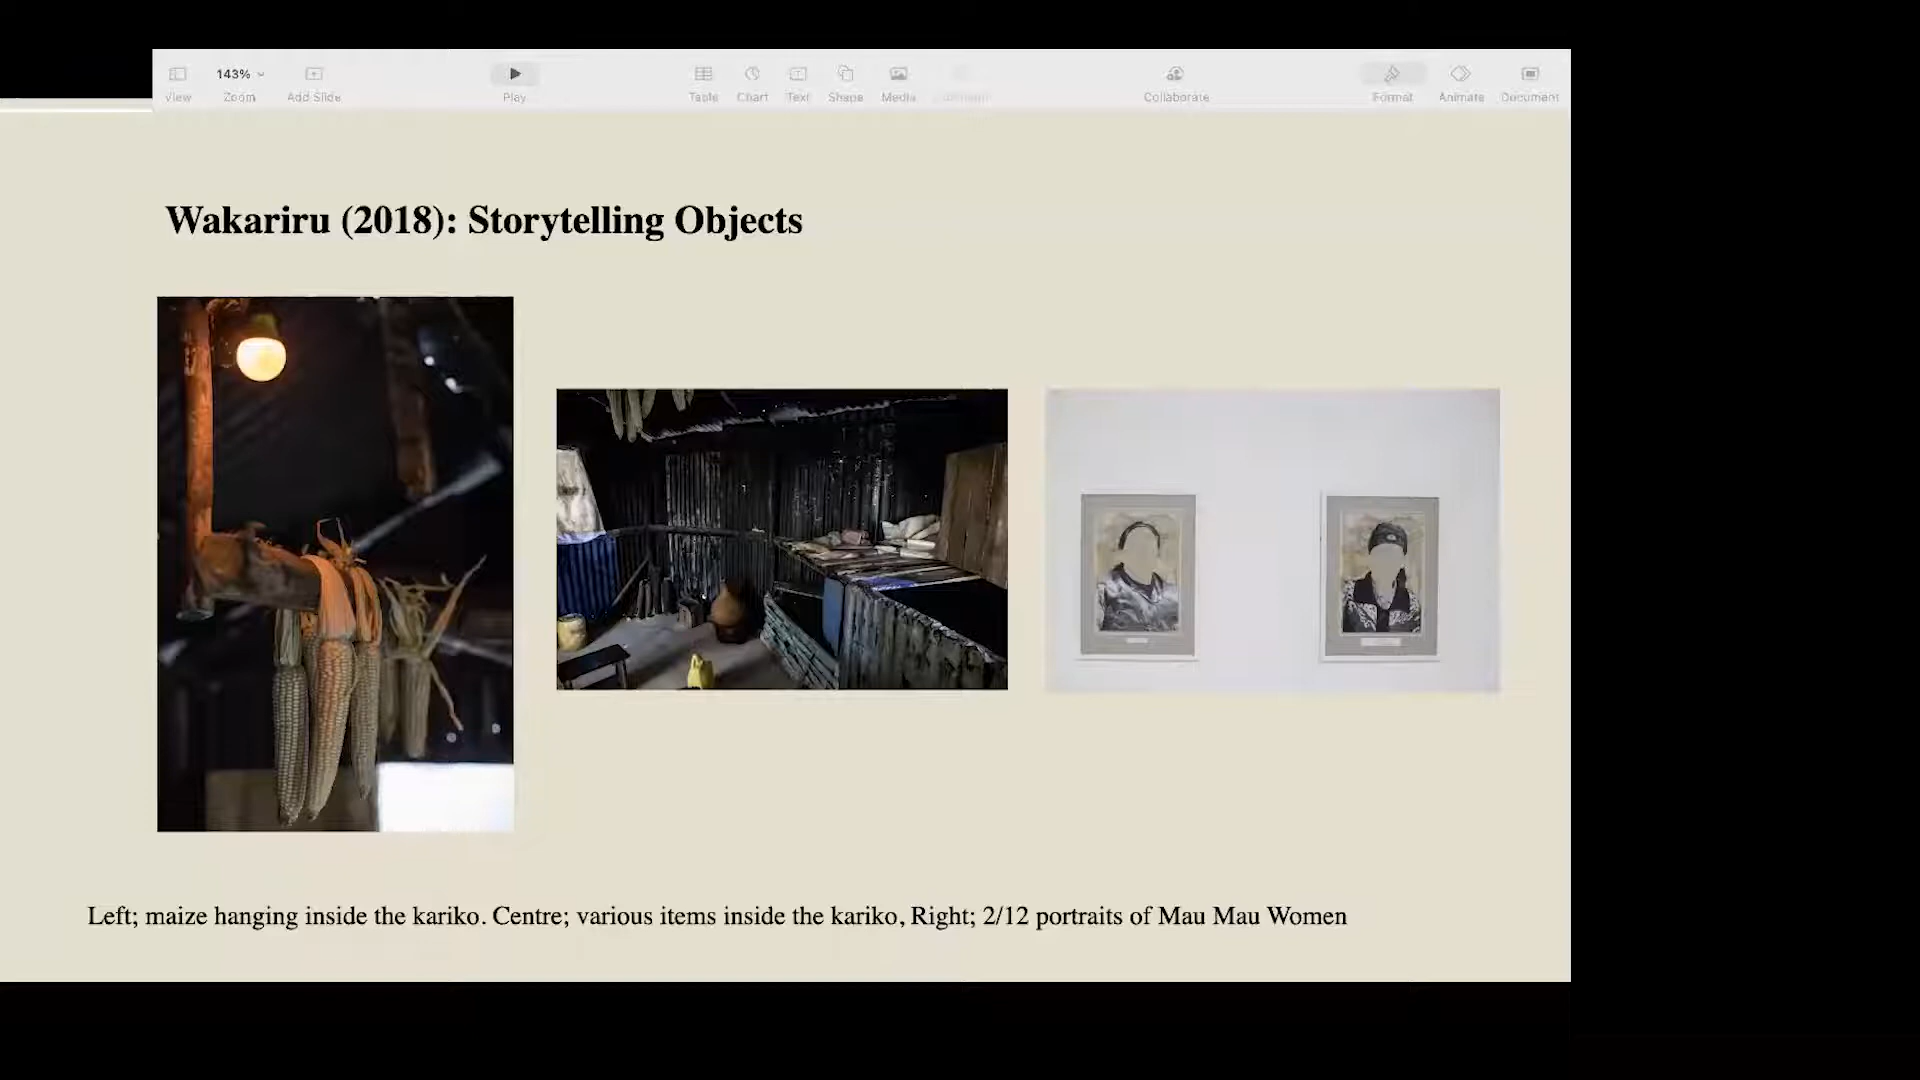 143%
View
Zoom
Add Slide
Play
Table
Chart
Text
Shape
Media
Collaborate
Format
Animate
Document
Wakariru (2018): Storytelling Objects
Left; maize hanging inside the kariko. Centre; various items inside the kariko, Right; 2/12 portraits of Mau Mau Women